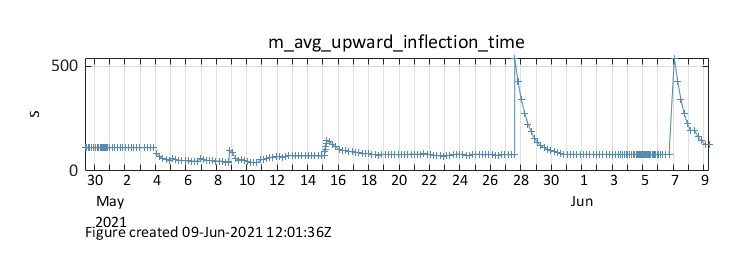 m_avg_upward_inflection_time
s
500
0
30 2 4 6 8 10 12 14 16 18 20 22 24 26 28 30 1 3 5 7 9
May Jun
2021
Figure created 09-Jun-2021 12:01:36Z